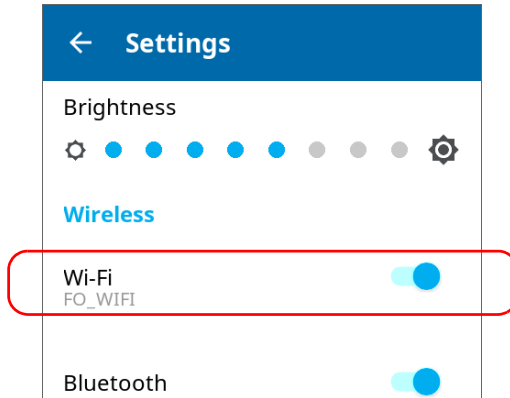 Settings
Brightness
Wireless
Wi-Fi
FO_WIFI
Bluetooth